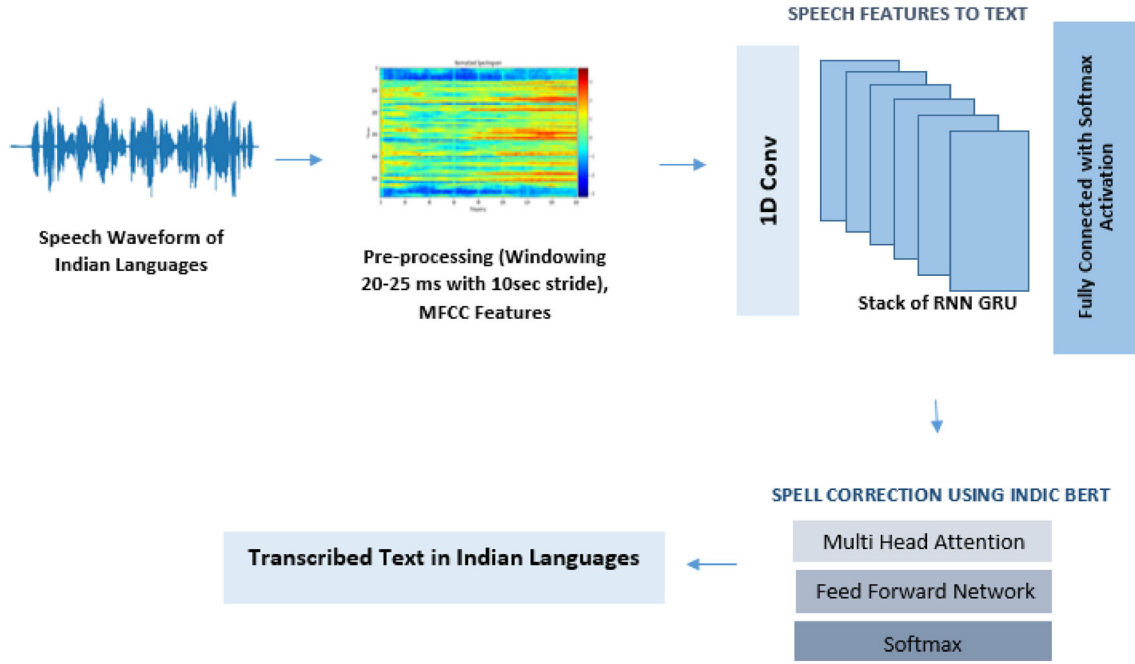 SPEECH FEATURES TO TEXT
Normalized Spectrogram
Speech Waveform of
Indian Languages
Pre-processing (Windowing
20-25 ms with 10sec stride),
MFCC Features
1D Conv
Stack of RNN GRU
Fully Connected with Softmax
Activation
SPELL CORRECTION USING INDIC BERT
Multi Head Attention
Feed Forward Network
Softmax
Transcribed Text in Indian Languages